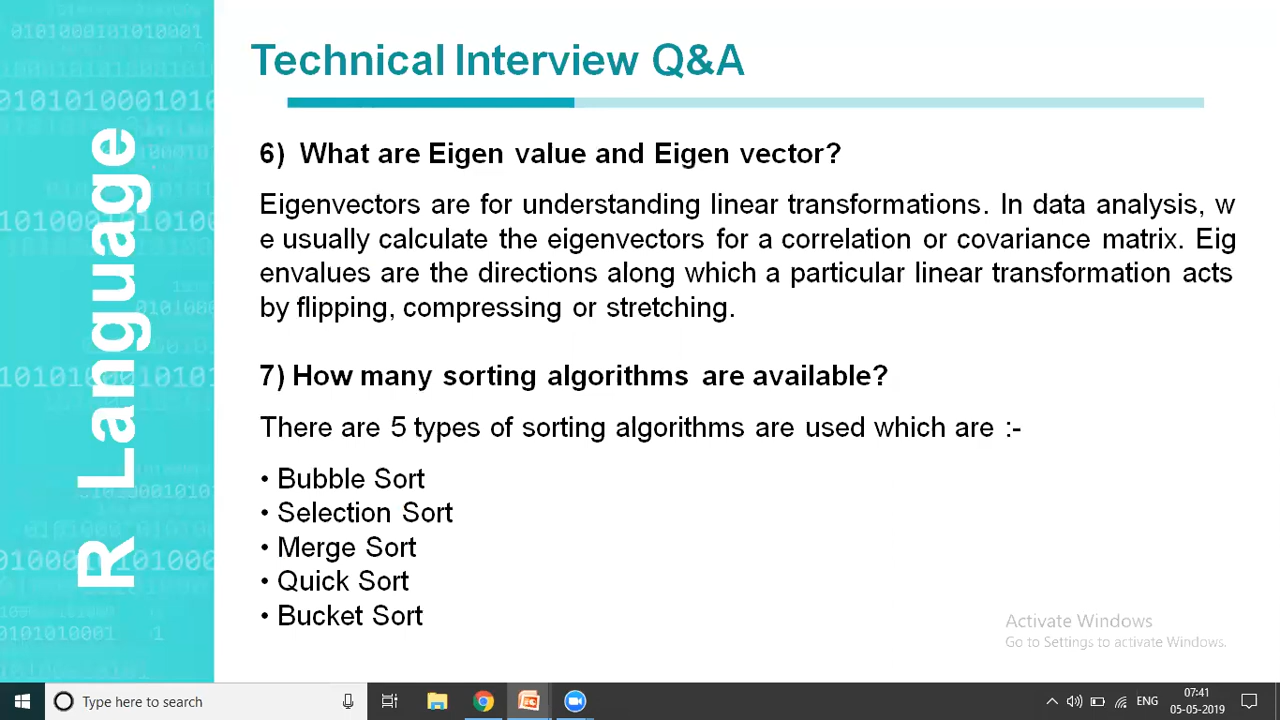 Technical Interview Q&A
R Language
6) What are Eigen value and Eigen vector?
Eigenvectors are for understanding linear transformations. In data analysis, w
e usually calculate the eigenvectors for a correlation or covariance matrix. Eig
envalues are the directions along which a particular linear transformation acts
by flipping, compressing or stretching.
7) How many sorting algorithms are available?
There are 5 types of sorting algorithms are used which are :-
• Bubble Sort
• Selection Sort
• Merge Sort
• Quick Sort
• Bucket Sort
Activate Windows
Go to Settings to activate Windows.
Type here to search
ENG
07:41
05-05-2019